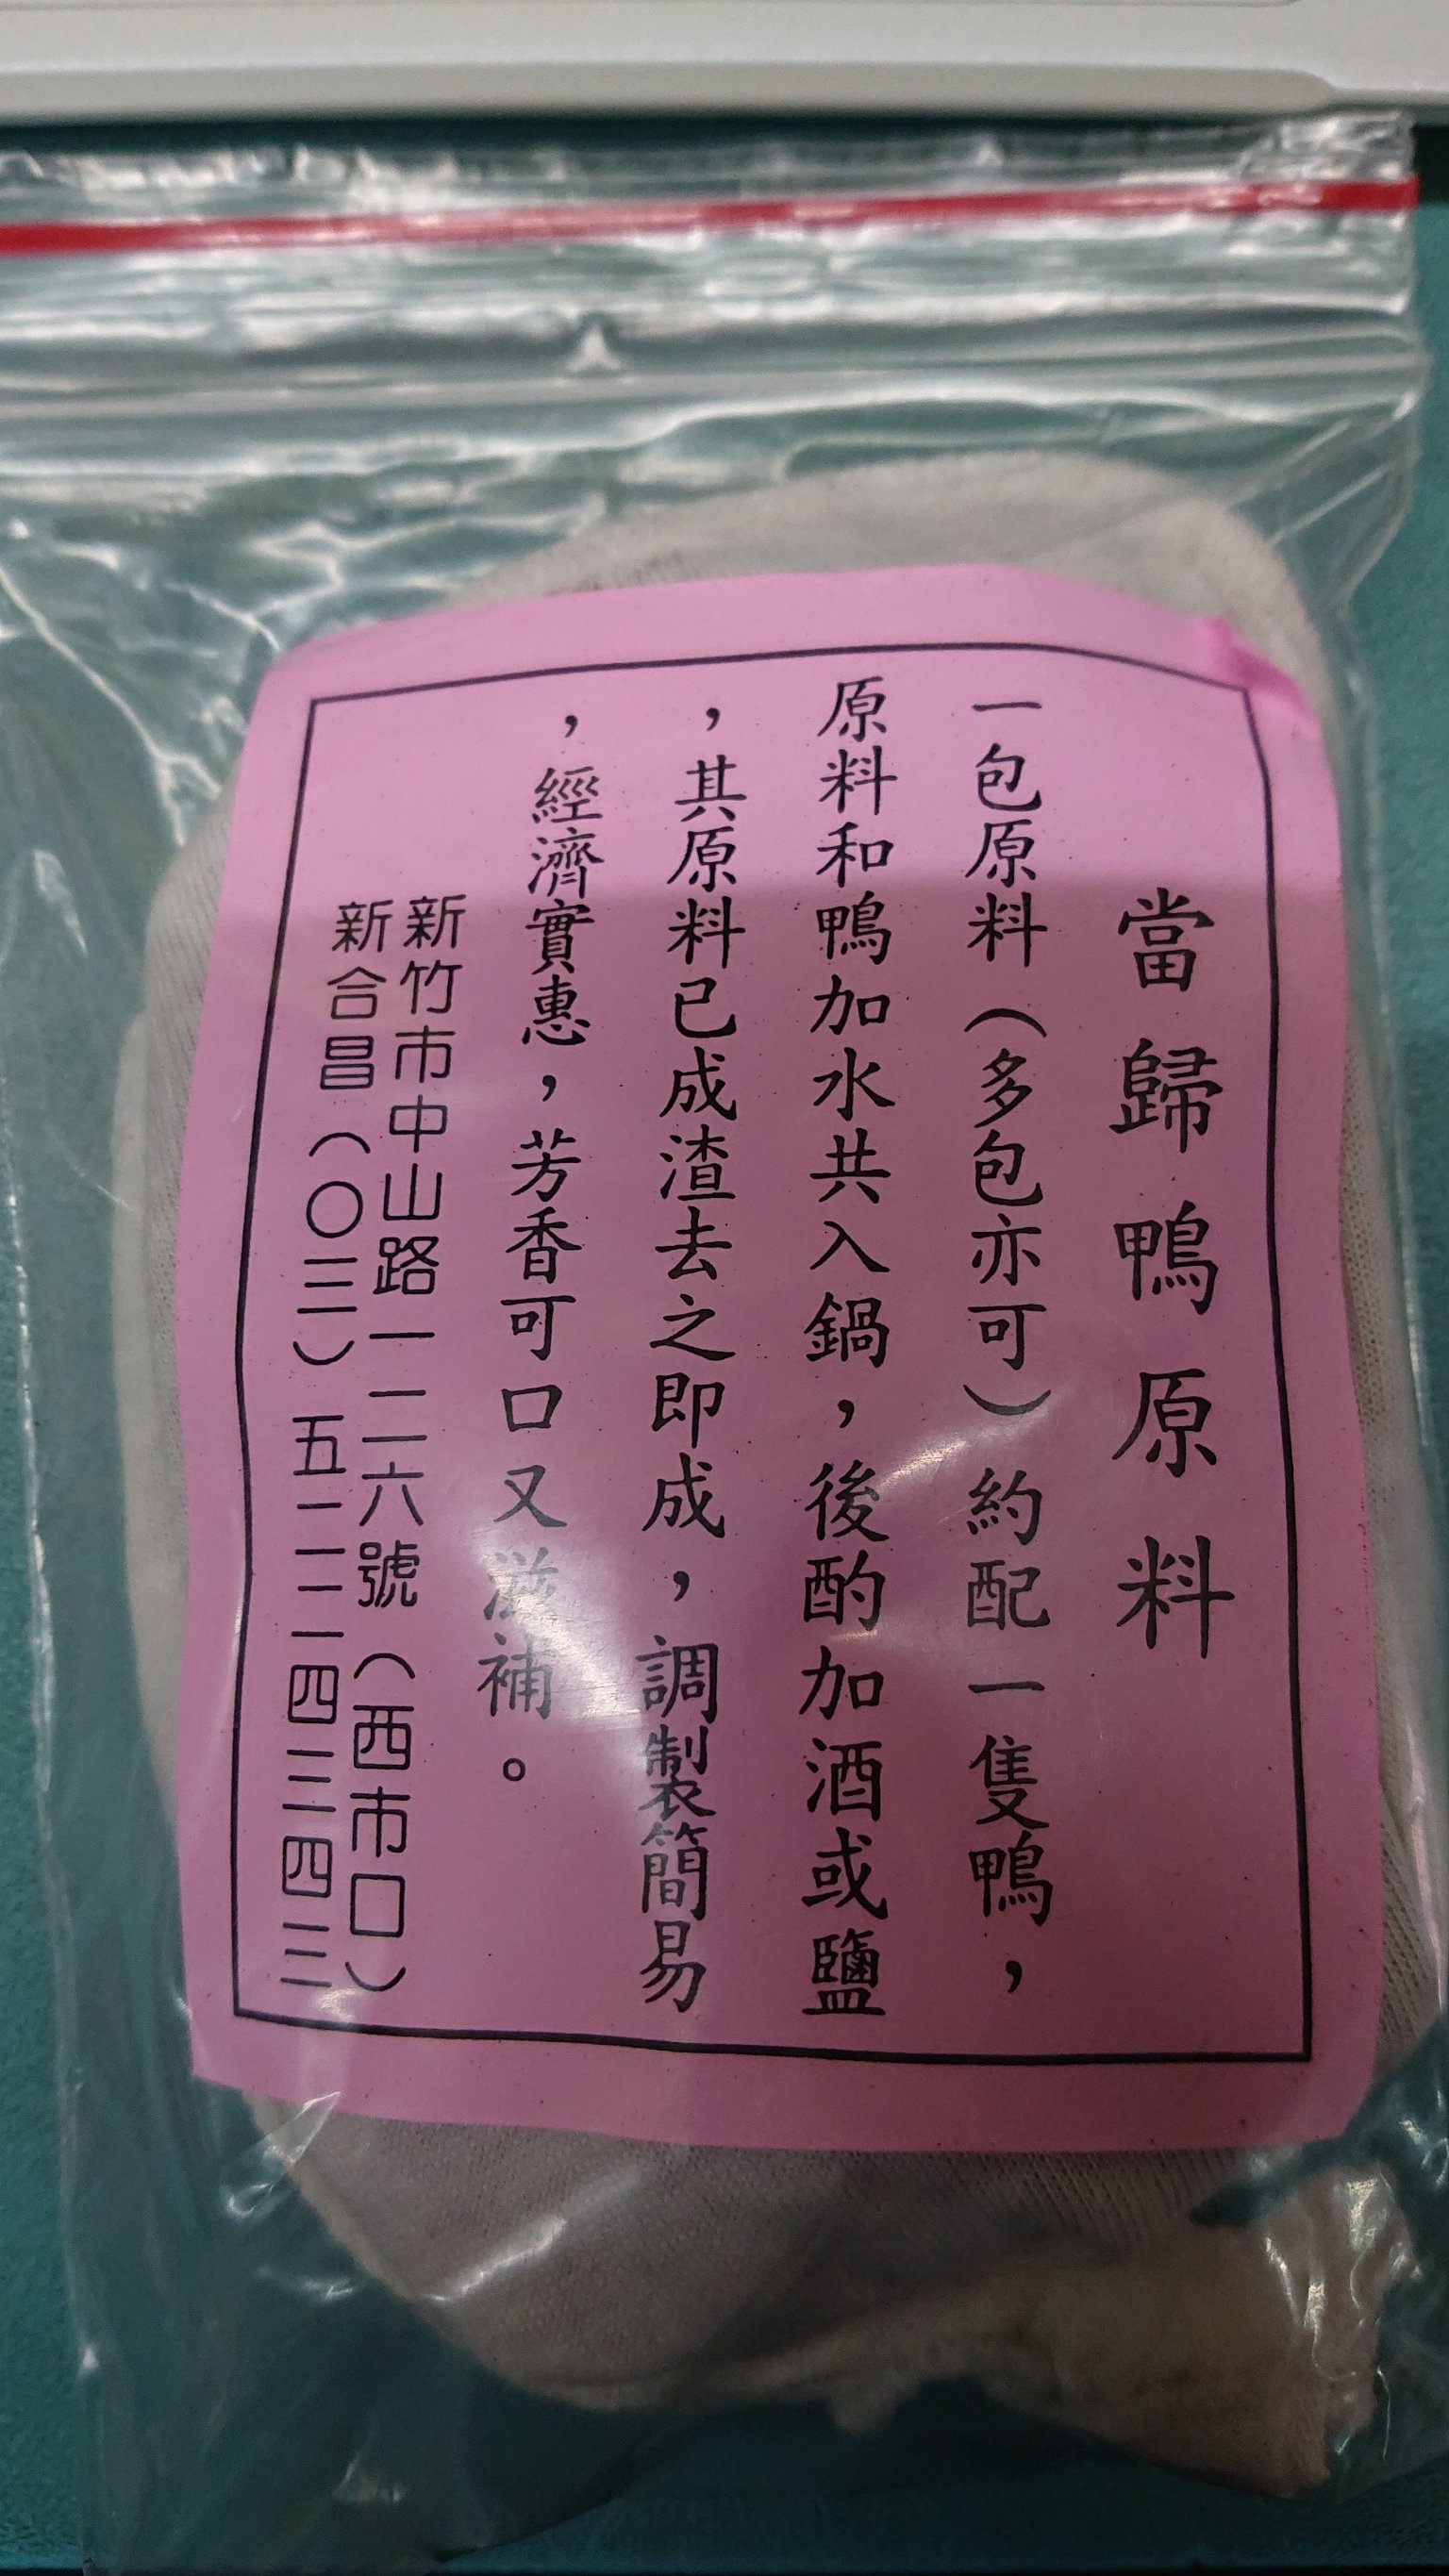 當歸鴨原料
一包原料（多包亦可）約配一隻鴨，
原料和鴨加水共入鍋，後酌加酒或鹽
，其原料已成渣去之即成，調製簡易
，經濟實惠，芳香可口又滋補。
新竹市中山路一二六號（西市口）
新合昌（〇三）五二二四三四三